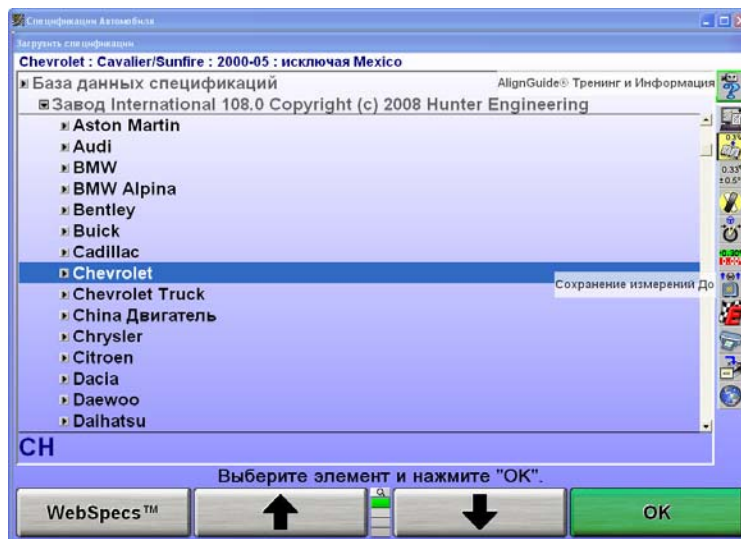 Спецификации Автомобиля
Загрузить спецификации
Chevrolet : Cavalier/Sunfire : 2000-05 : исключая Mexico
База данных спецификаций
AlignGuide® Тренинг и Информация
Завод International 108.0 Copyright (c) 2008 Hunter Engineering
Aston Martin
Audi
BMW
BMW Alpina
Bentley
Buick
Cadillac
Chevrolet
Сохранение измерений До
Chevrolet Truck
China Двигатель
Chrysler
Citroen
Dacia
Daewoo
Daihatsu
CH
Выберите элемент и нажмите "OK".
WebSpecs™
OK